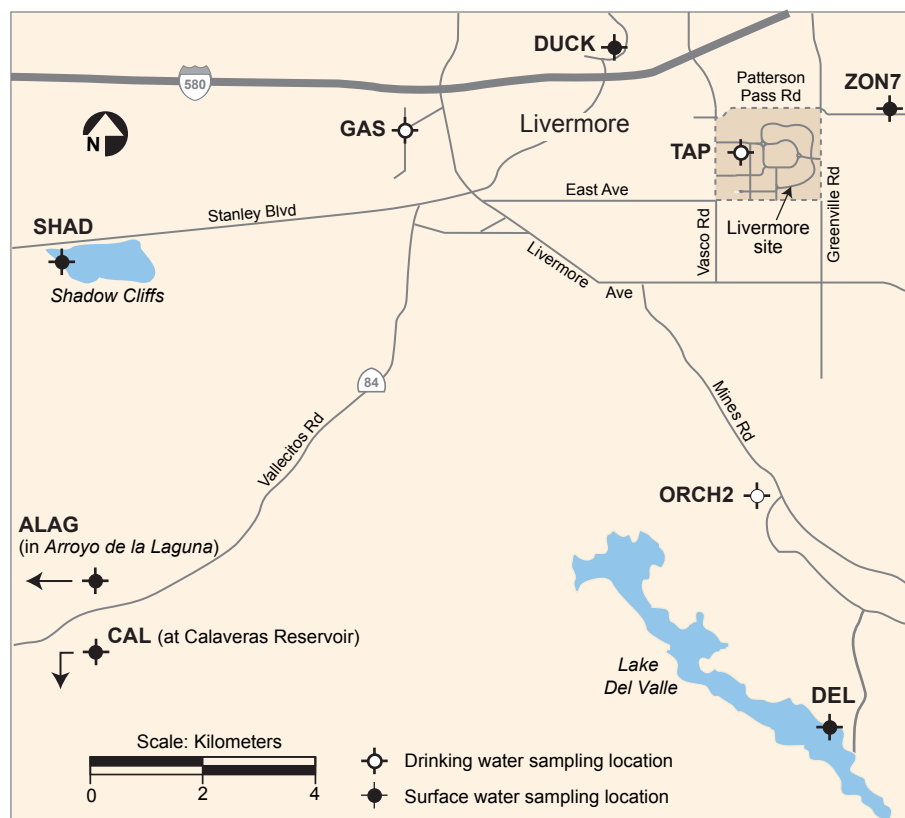 DUCK
580
Patterson
Pass Rd
ZON7
N
GAS
Livermore
TAP
East Ave
Stanley Blvd
SHAD
Shadow Cliffs
Vasco Rd
Livermore
site
Greenville Rd
Livermore
Ave
84
Vallecitos Rd
Mines Rd
ORCH2
ALAG
(in Arroyo de la Laguna)
CAL (at Calaveras Reservoir)
Lake
Del Valle
DEL
Scale: Kilometers
0 2 4
Drinking water sampling location
Surface water sampling location